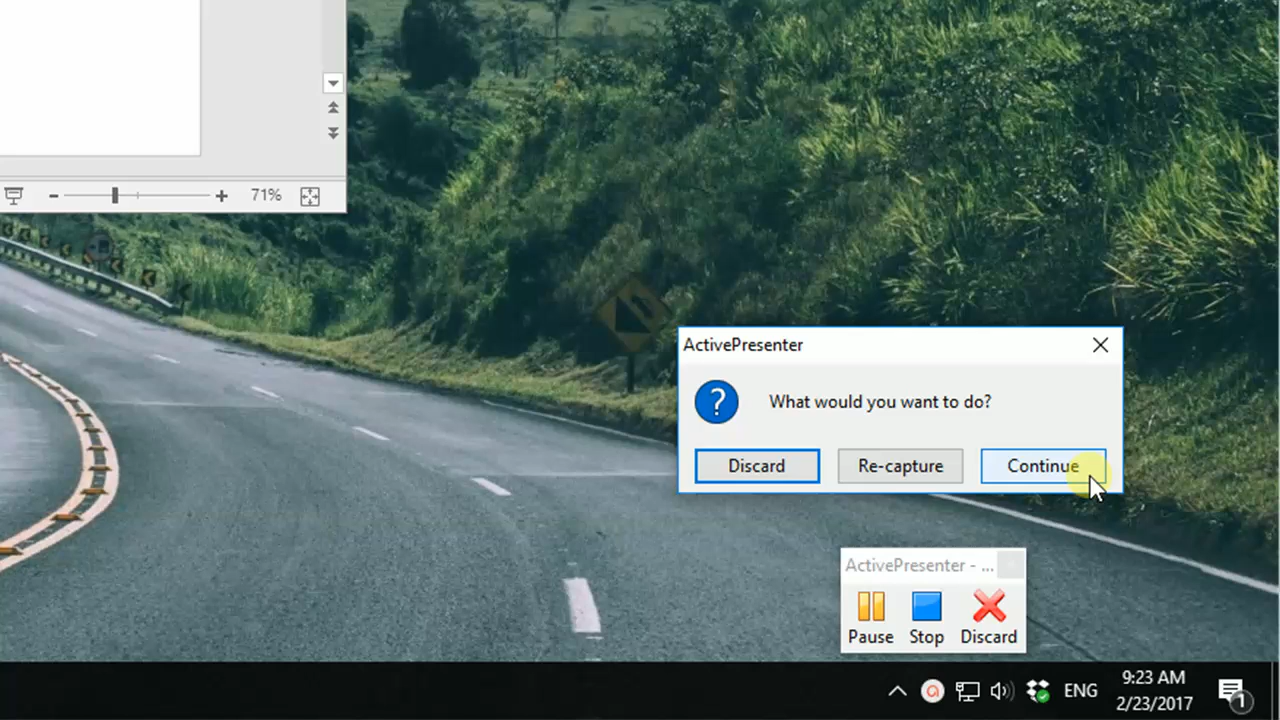 71%
ActivePresenter
What would you want to do?
Discard
Re-capture
Continue
ActivePresenter - ...
Pause
Stop
Discard
ENG
9:23 AM
2/23/2017
1